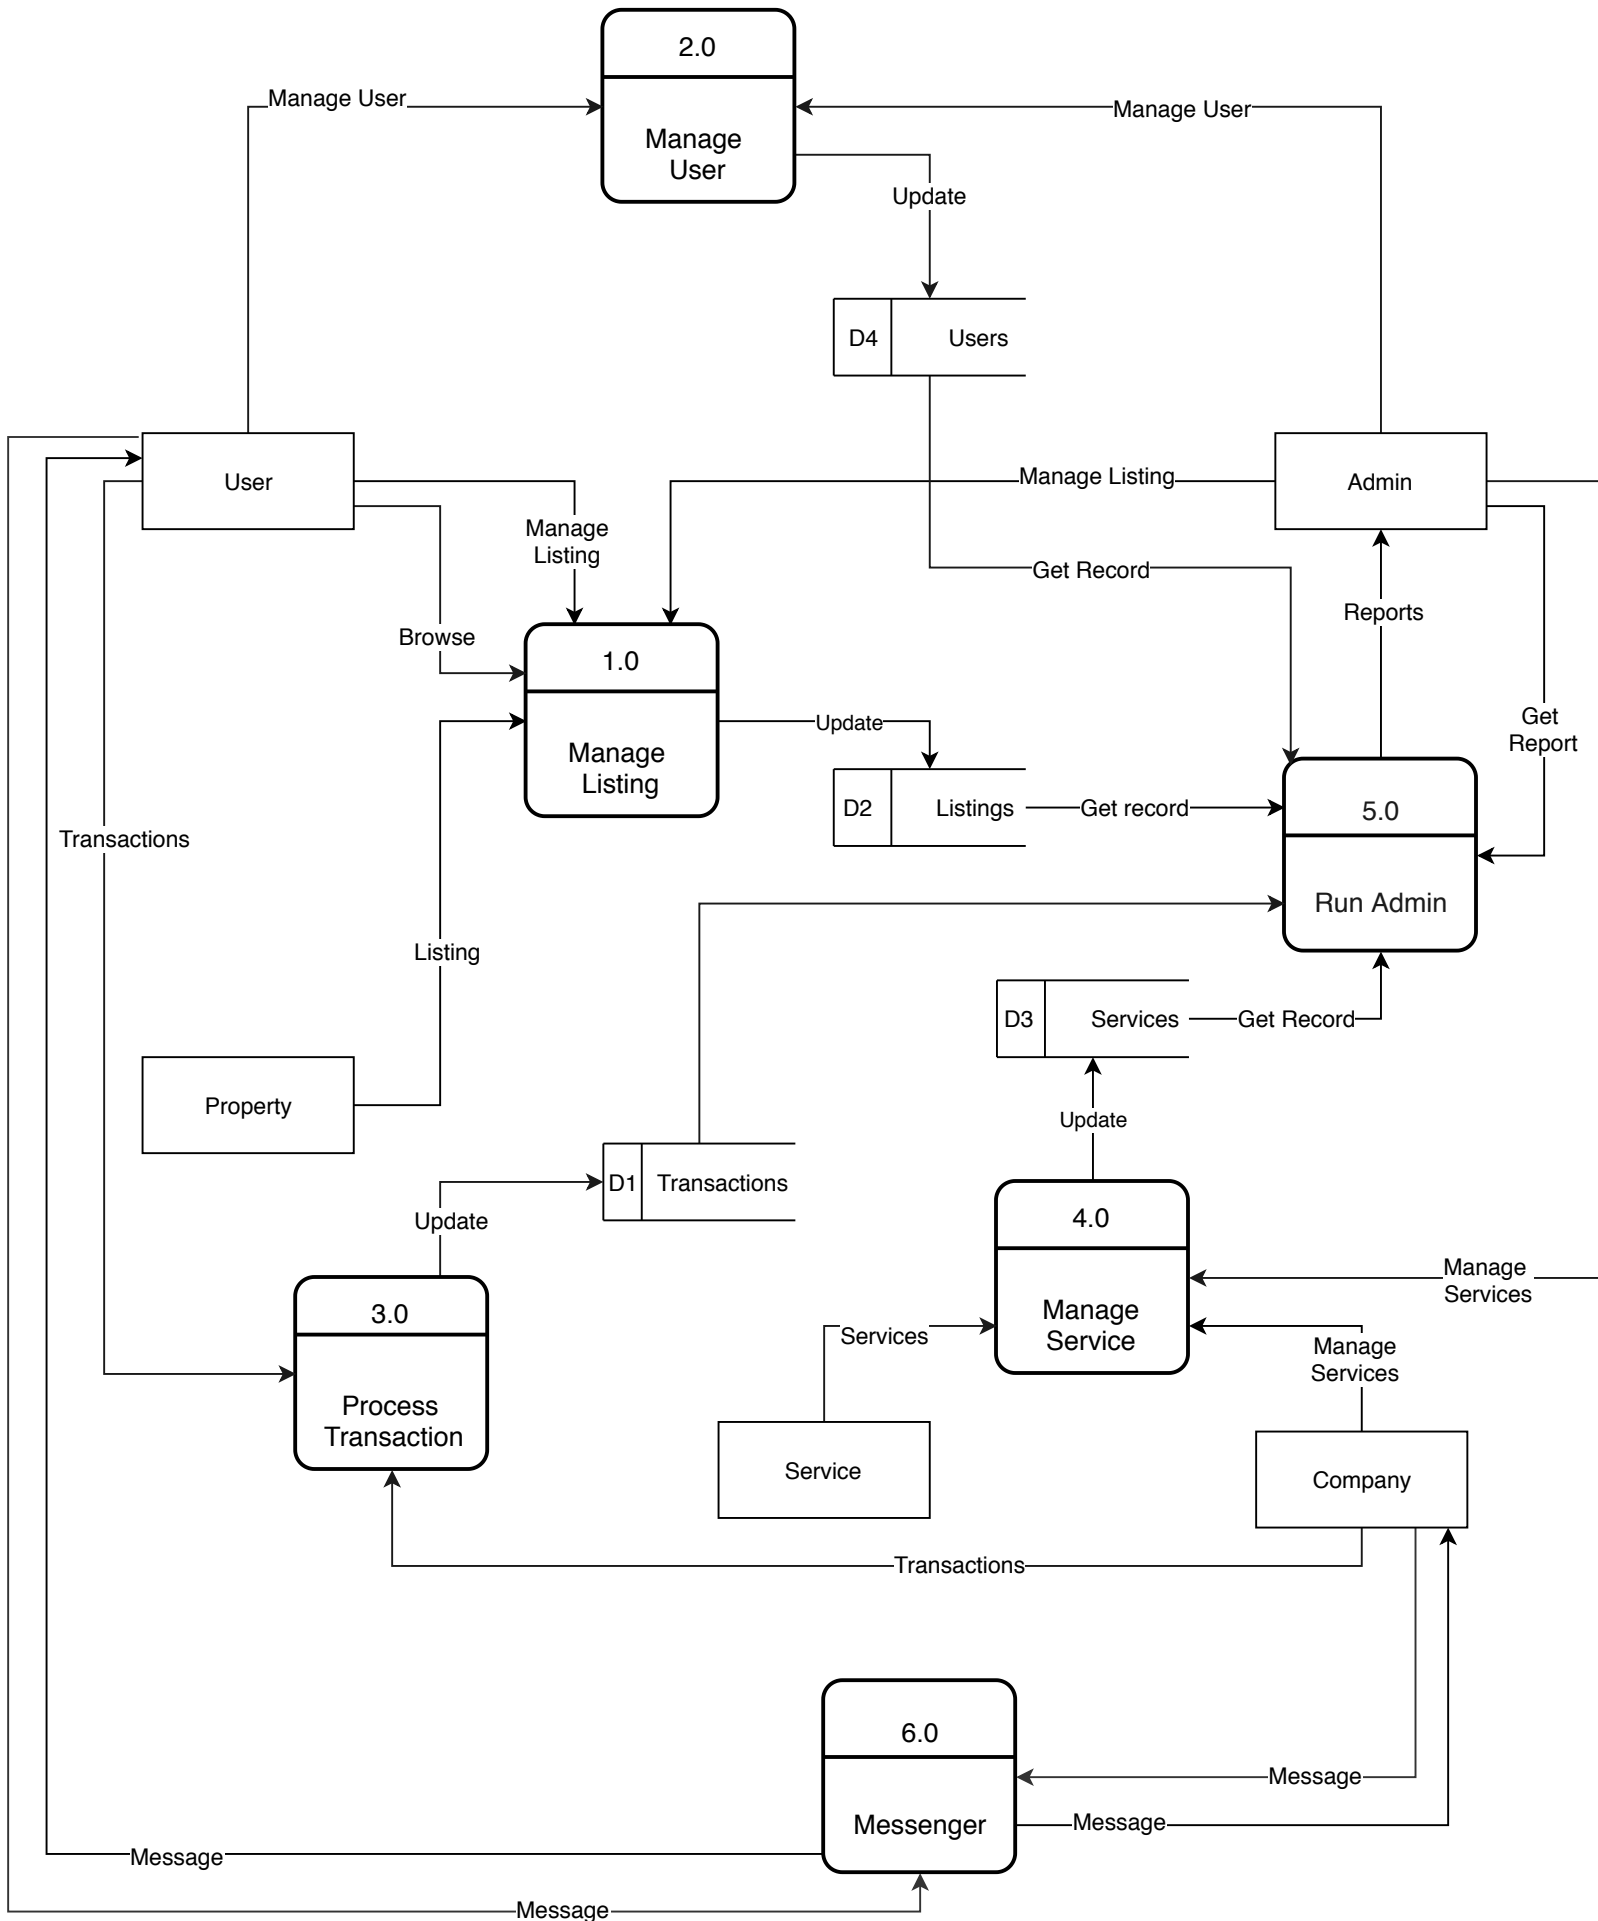 2.0
Manage User
Manage User
Manage
User
Update
D4
Users
User
Manage Listing
Admin
Manage
Listing
Get Record
Reports
Browse
1.0
Get
Report
Update
Manage
Listing
D2
Listings
Get record
5.0
Transactions
Run Admin
Listing
D3
Services
Get Record
Property
Update
D1
Transactions
Update
4.0
Manage
Services
3.0
Manage
Service
Services
Manage
Services
Process
Transaction
Service
Company
Transactions
6.0
Message
Messenger
Message
Message
Message